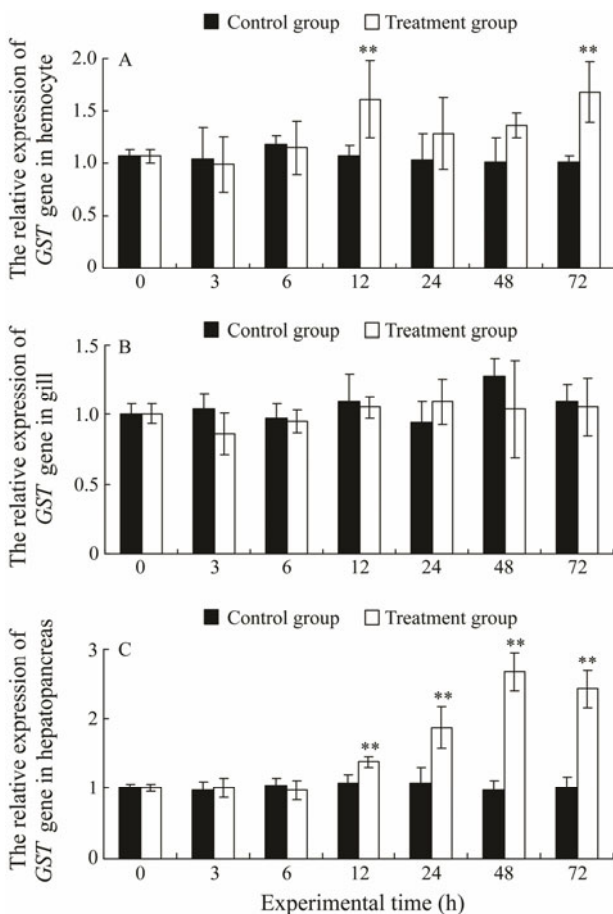 Control group Treatment group
A
The relative expression of
GST gene in hemocyte
2.0
1.5
1.0
0.5
0
** **
0 3 6 12 24 48 72
Control group Treatment group
B
The relative expression of
GST gene in gill
1.5
1.0
0.5
0
0 3 6 12 24 48 72
Control group Treatment group
C
The relative expression of
GST gene in hepatopancreas
3
2
1
0
** ** ** **
0 3 6 12 24 48 72
Experimental time (h)